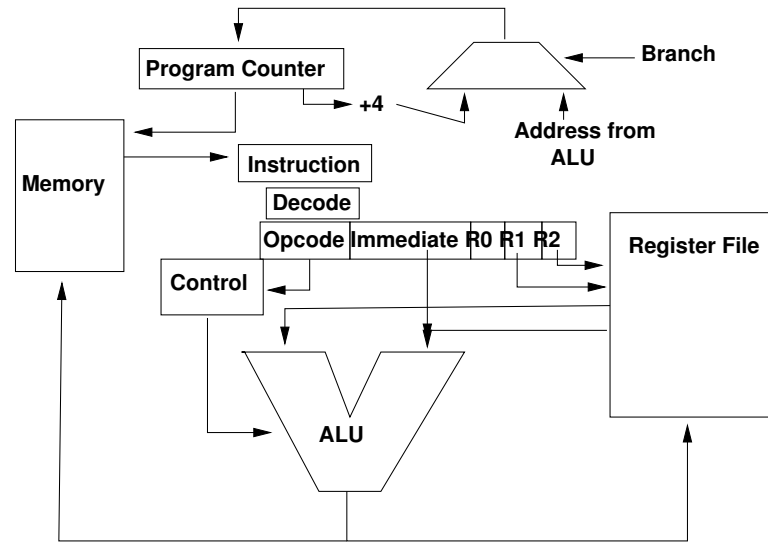 Program Counter
Branch
+4
Address from
ALU
Memory
Instruction
Decode
Opcode Immediate R0 R1 R2
Register File
Control
ALU